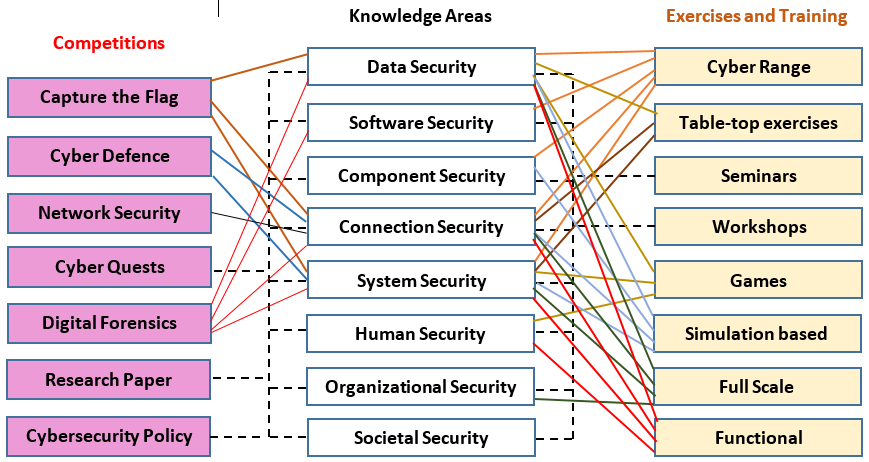 Knowledge Areas
Exercises and Training
Competitions
Capture the Flag
Cyber Defence
Network Security
Cyber Quests
Digital Forensics
Research Paper
Cybersecurity Policy
Data Security
Software Security
Component Security
Connection Security
System Security
Human Security
Organizational Security
Societal Security
Cyber Range
Table-top exercises
Seminars
Workshops
Games
Simulation based
Full Scale
Functional